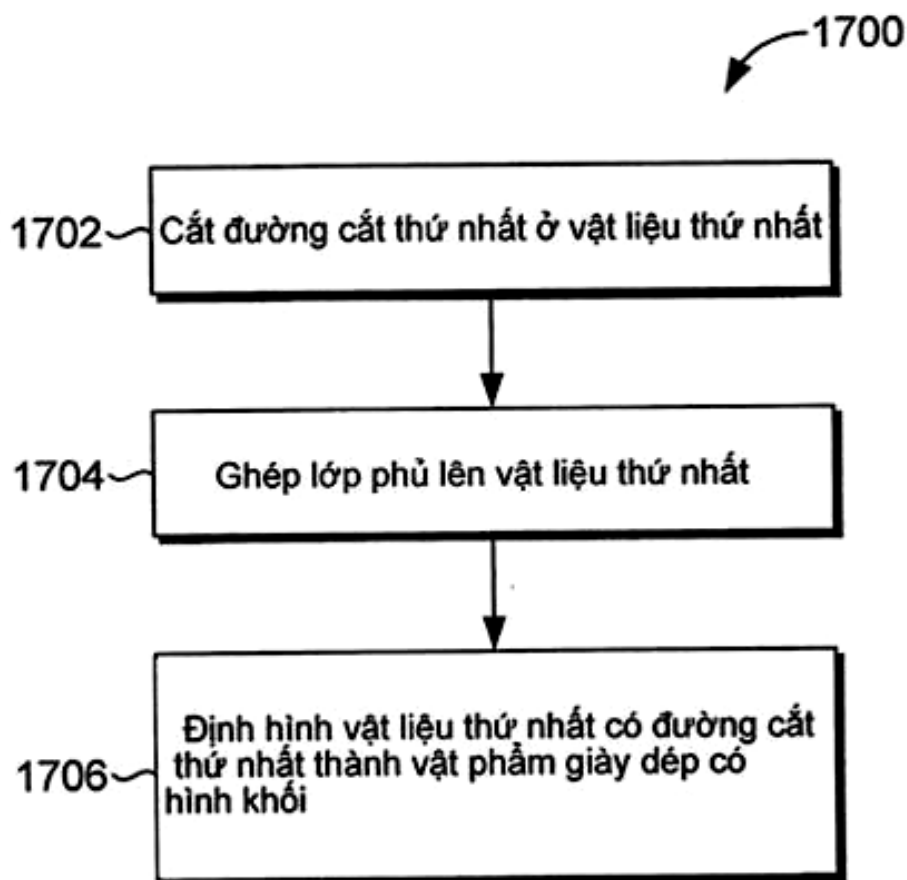 1700
1702
Cắt đường cắt thứ nhất ở vật liệu thứ nhất
1704
Ghép lớp phủ lên vật liệu thứ nhất
1706
Định hình vật liệu thứ nhất có đường cắt
thứ nhất thành vật phẩm giày dép có
hình khối